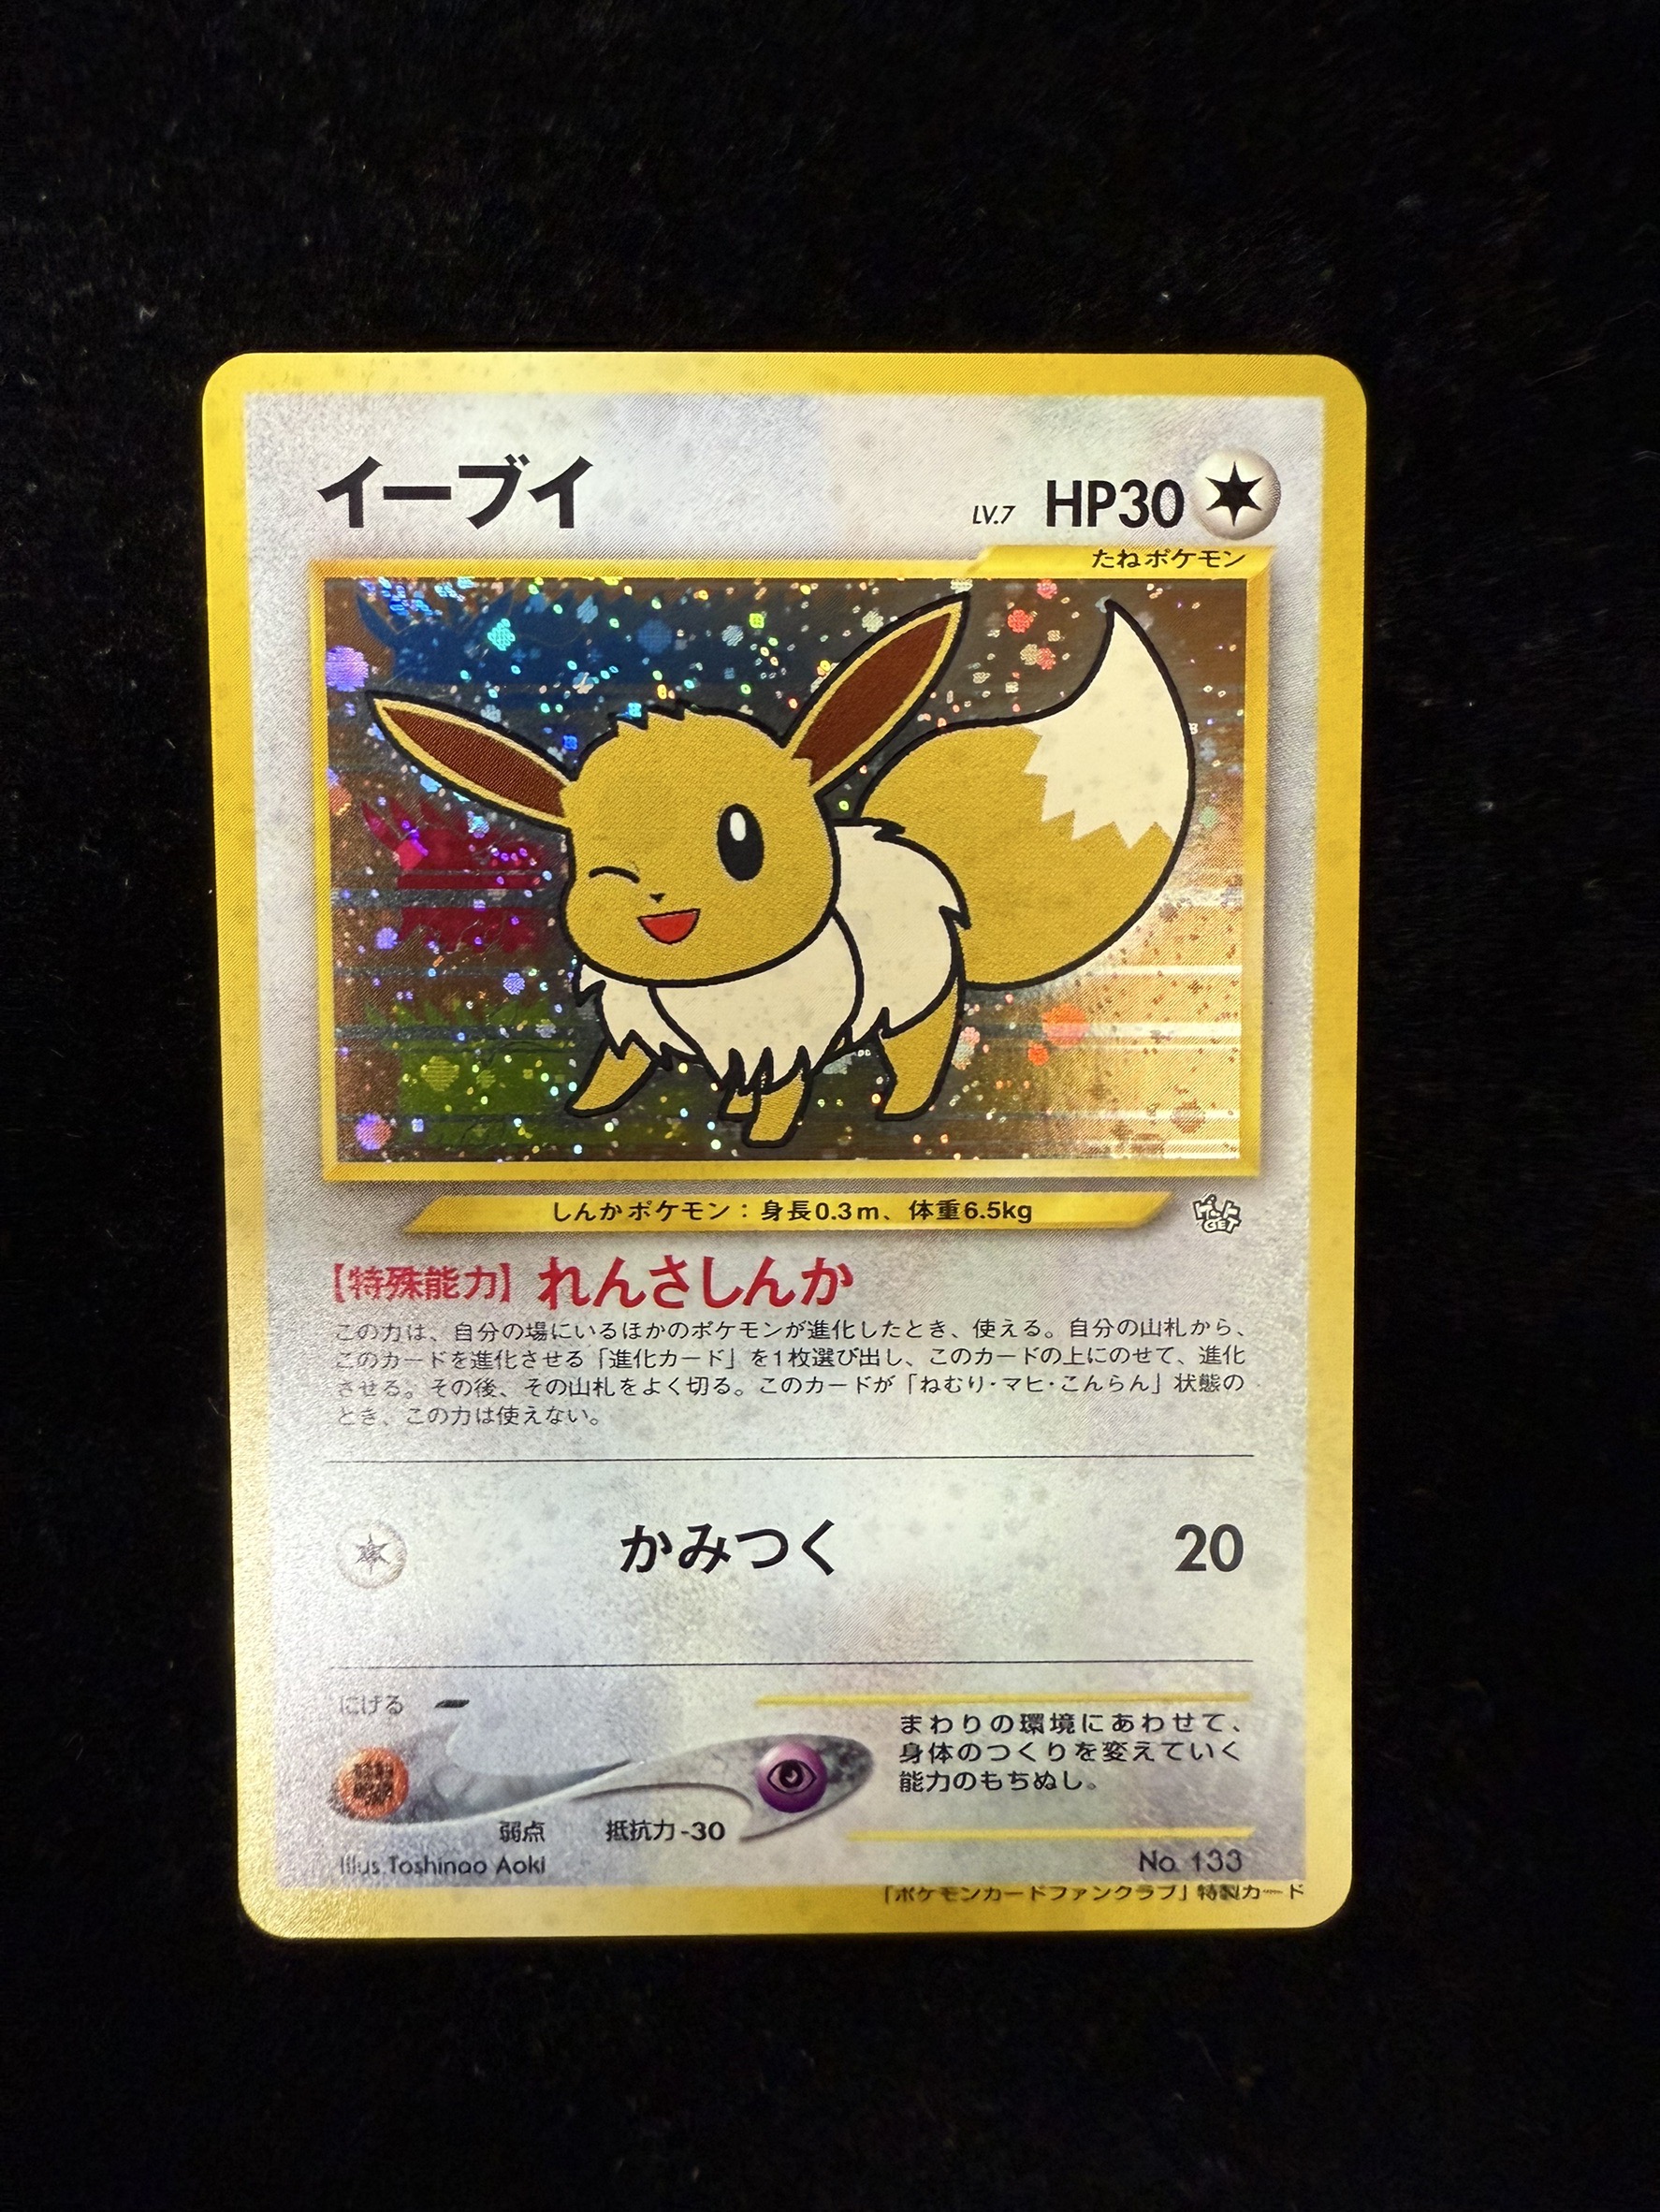 イーブイ
LV.7 HP30
たねポケモン
しんかポケモン：身長0.3m、体重6.5kg
GET
【特殊能力】れんさしんか
この力は、自分の場にいるほかのポケモンが進化したとき、使える。自分の山札から、
このカードを進化させる「進化カード」を1枚選び出し、このカードの上にのせて、進化
させる。その後、その山札をよく切る。このカードが「ねむり・マヒ・こんらん」状態の
とき、この力は使えない。
かみつく 20
にげる
まわりの環境にあわせて、
身体のつくりを変えていく
能力のもちぬし。
弱点 抵抗力-30
Illus.Toshinao Aoki
No. 133
「ポケモンカードファンクラブ」特製カード